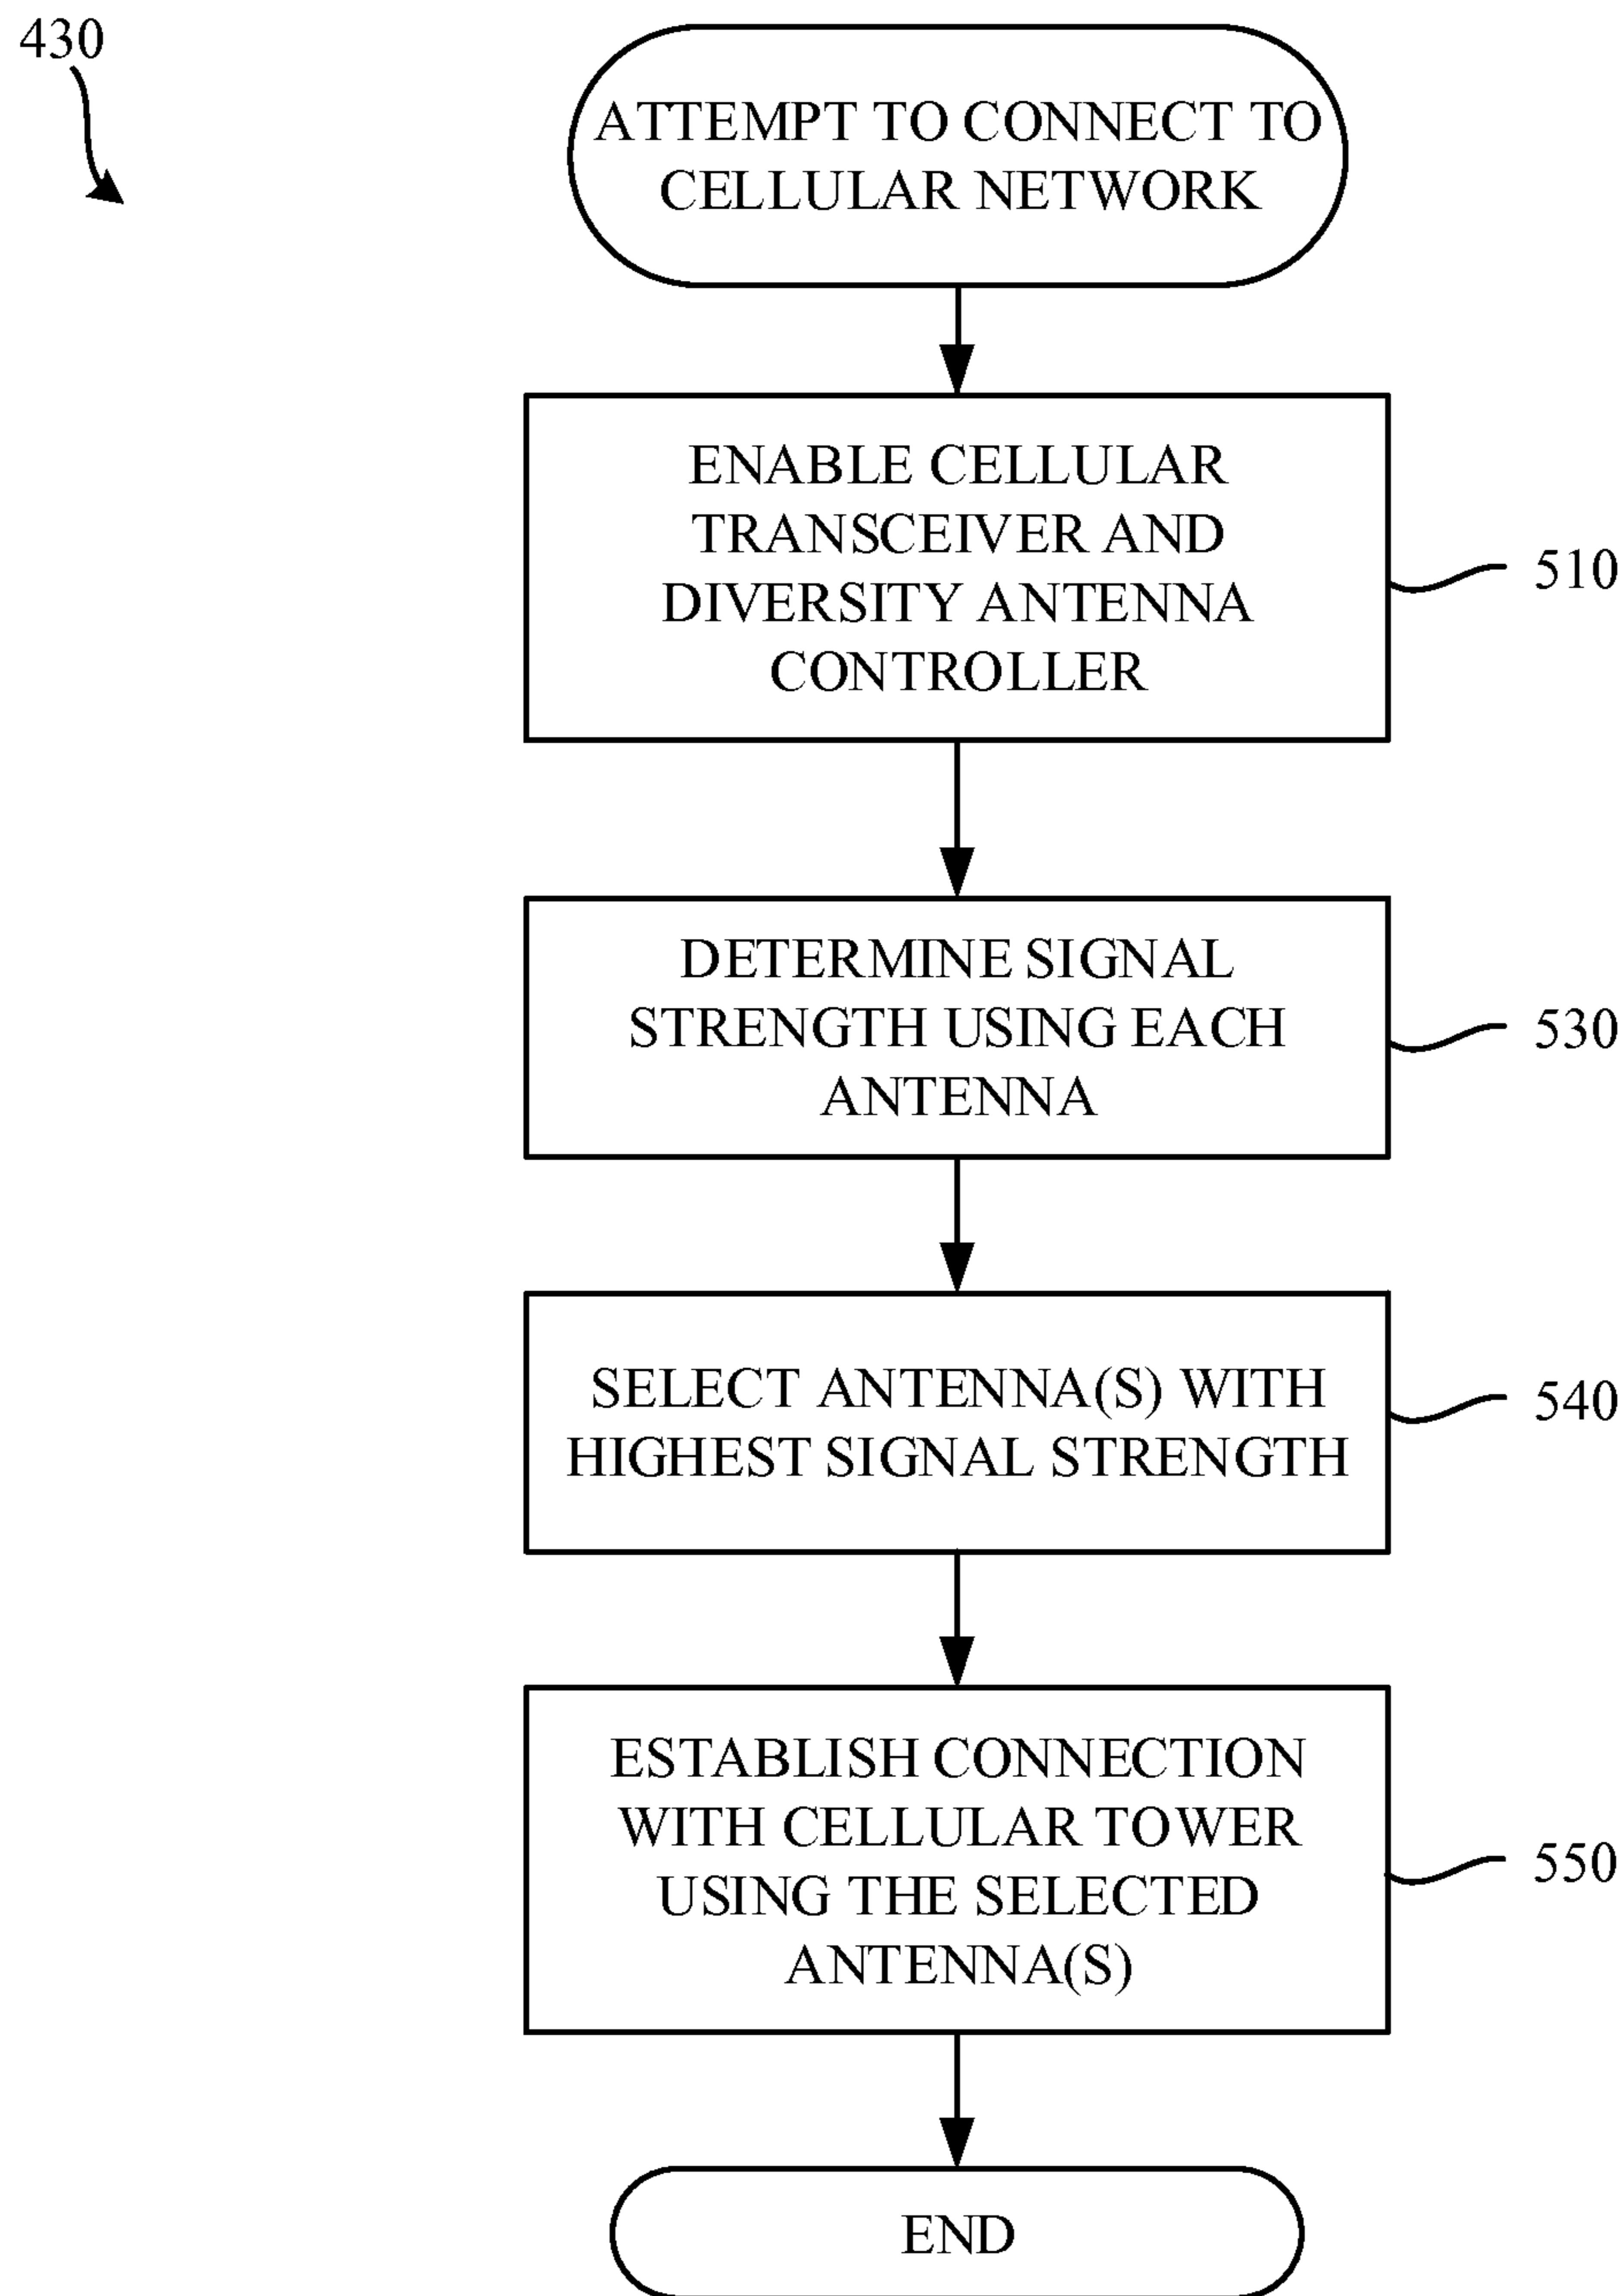 430
ATTEMPT TO CONNECT TO
CELLULAR NETWORK
ENABLE CELLULAR
TRANSCEIVER AND
DIVERSITY ANTENNA
CONTROLLER
510
DETERMINE SIGNAL
STRENGTH USING EACH
ANTENNA
530
SELECT ANTENNA(S) WITH
HIGHEST SIGNAL STRENGTH
540
ESTABLISH CONNECTION
WITH CELLULAR TOWER
USING THE SELECTED
ANTENNA(S)
550
END